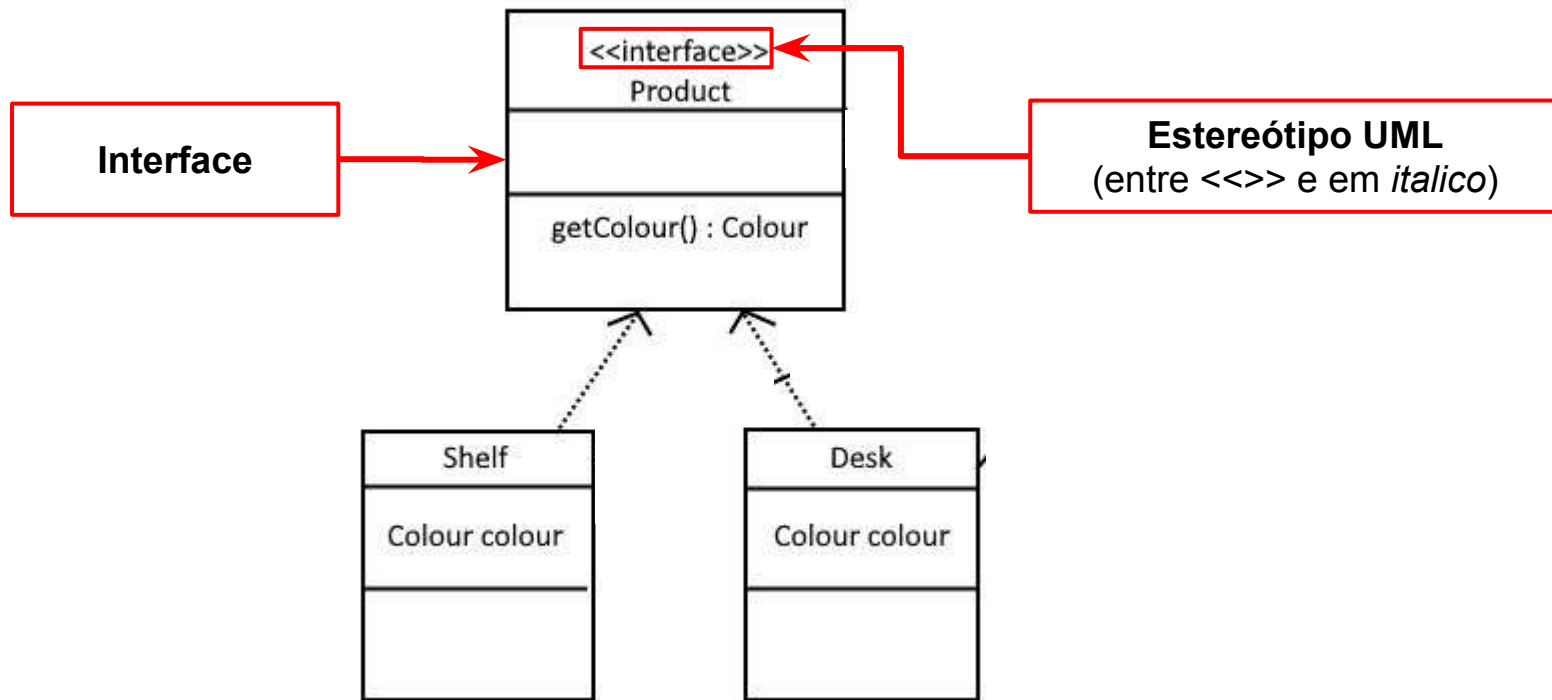 <<interface>>
Product
Interface
Estereótipo UML
(entre <<>> e em italico)
getColour() : Colour
Shelf
Desk
Colour colour
Colour colour